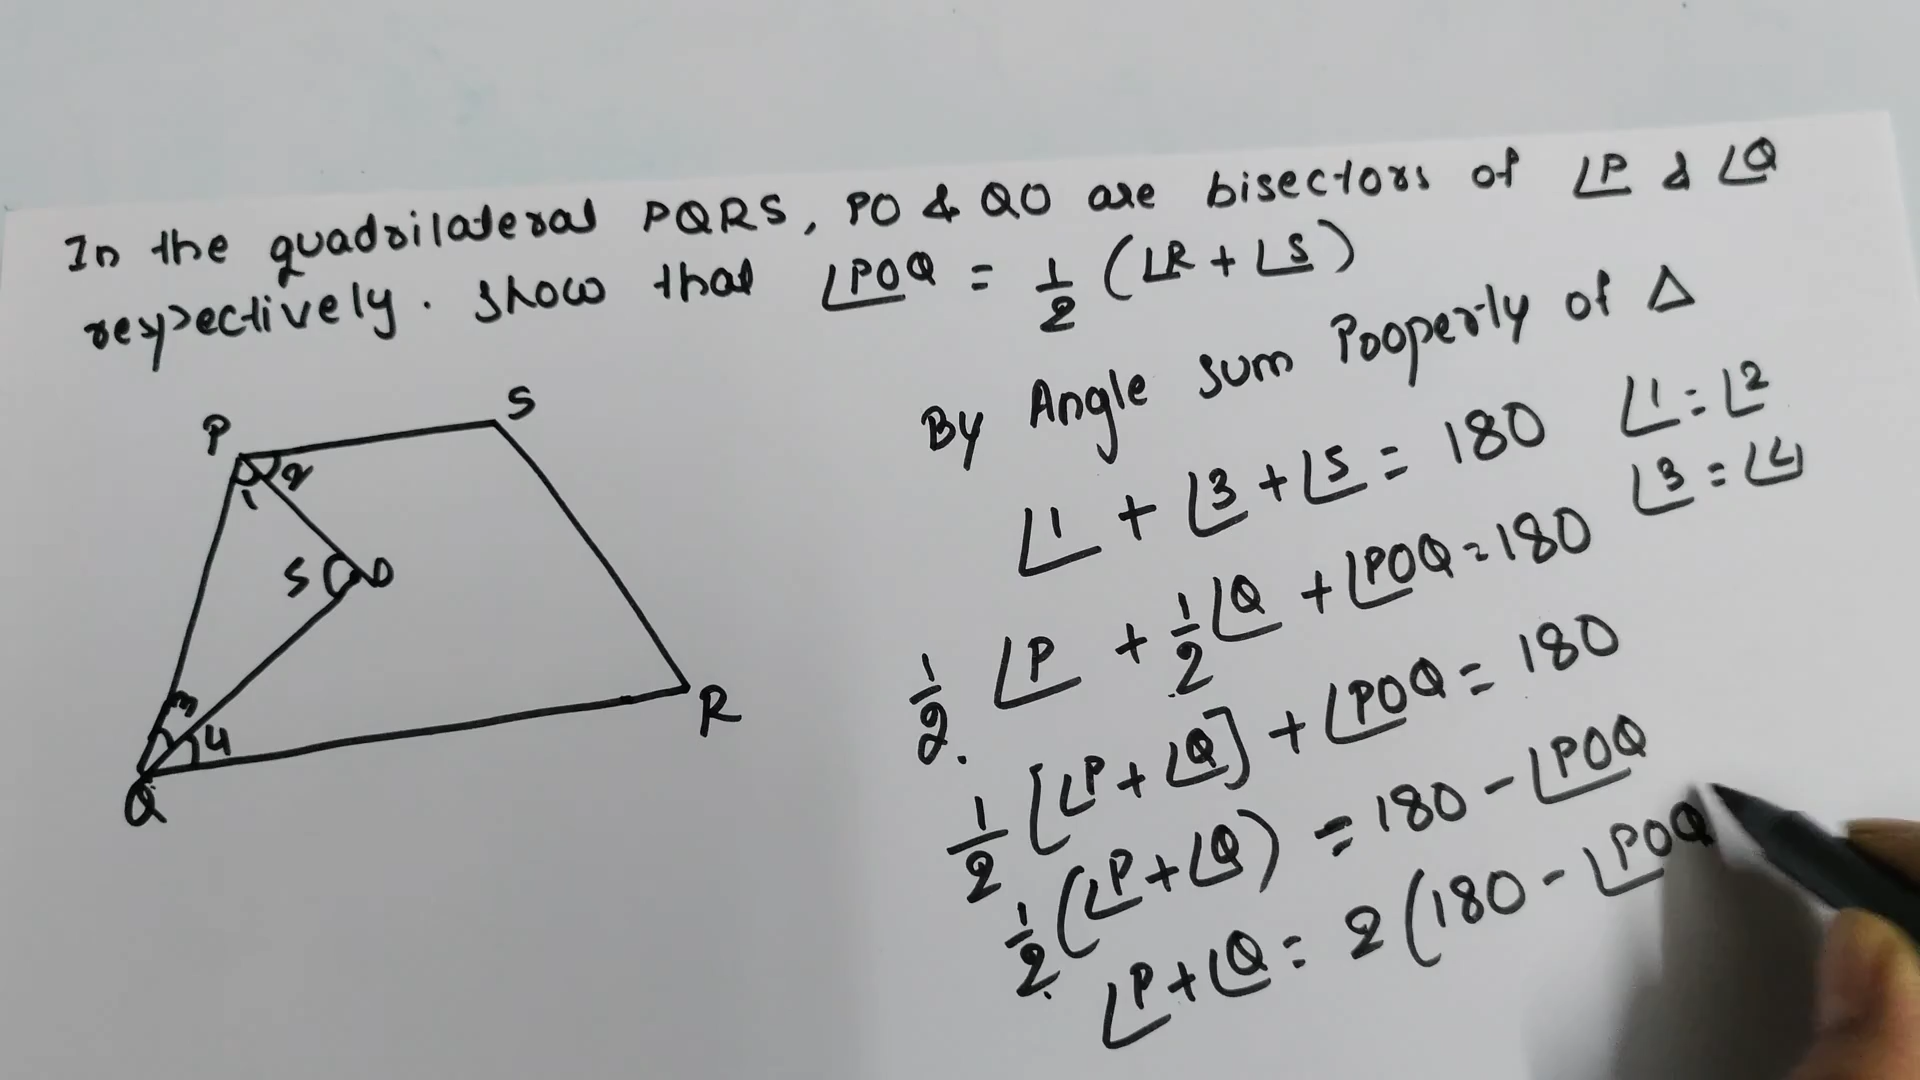 In the quadrilateral PQRS, PO & QO are bisectors of ∠P & ∠Q
respectively. Show that ∠POQ = 1/2 (∠R + ∠S)
P
S
1
2
5
O
3
4
Q
R
By Angle Sum Property of Δ
∠1 + ∠3 + ∠5 = 180
∠1 = ∠2
∠3 = ∠4
1/2 ∠P + 1/2 ∠Q + ∠POQ = 180
1/2 [∠P + ∠Q] + ∠POQ = 180
1/2 (∠P + ∠Q) = 180 - ∠POQ
∠P + ∠Q = 2 (180 - ∠POQ